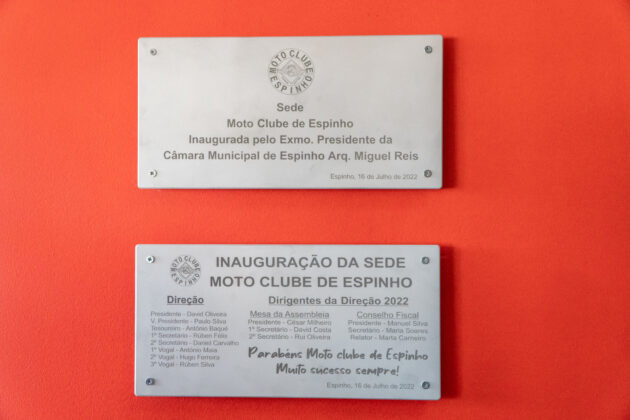 MOTO CLUBE
ESPINHO
Sede
Moto Clube de Espinho
Inaugurada pelo Exmo. Presidente da
Câmara Municipal de Espinho Arq. Miguel Reis
Espinho, 16 de Julho de 2022
MOTO CLUBE
ESPINHO
INAUGURAÇÃO DA SEDE
MOTO CLUBE DE ESPINHO
Direção
Presidente - David Oliveira
V. Presidente - Paulo Silva
Tesoureiro - António Baqué
1º Secretário - Rúben Félix
2º Secretário - Daniel Carvalho
1º Vogal - António Maia
2º Vogal - Hugo Ferreira
3º Vogal - Rúben Silva
Dirigentes da Direção 2022
Mesa da Assembleia
Presidente - César Milheiro
1º Secretário - David Costa
2º Secretário - Rui Oliveira
Conselho Fiscal
Presidente - Manuel Silva
Secretário - Maria Soares
Relator - Marta Carneiro
Parabéns Moto clube de Espinho
Muito sucesso sempre!
Espinho, 16 de Julho de 2022